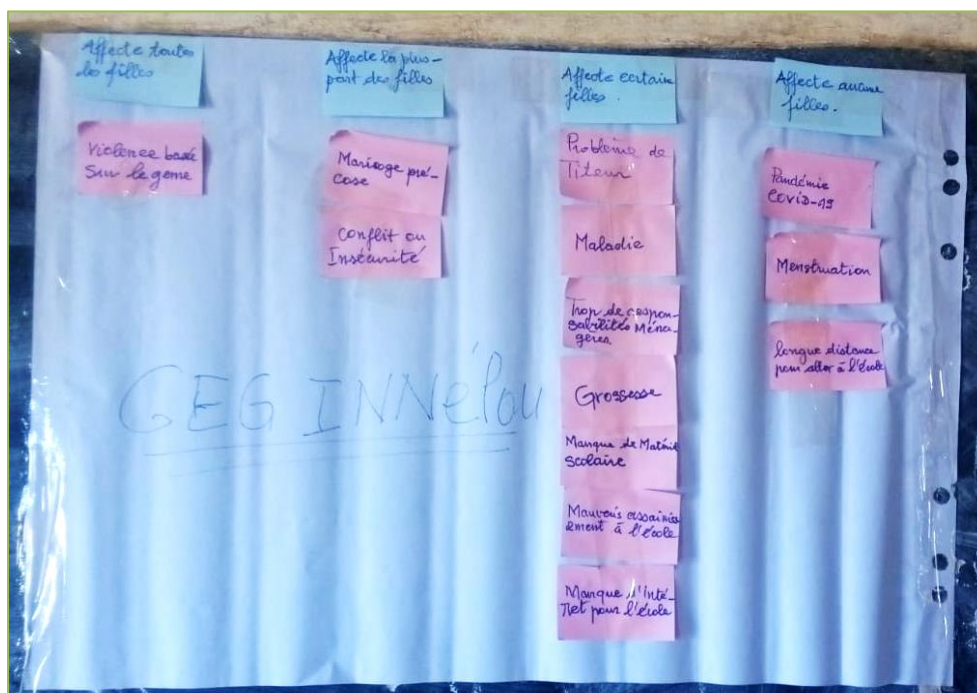 Affecte toutes
les filles
Violence basé
sur le genre
Affecte la plus-
part des filles
Mariage pré-
cose
Conflit ou
Insécurité
Affecte certaine
filles.
Problème de
Titeur
Maladie
Trop de respon-
sabilités Ména-
gères
Grossesse
Manque de Matérie
scolaire
Mauvais assainiss
ement à l'école
Manque d'inté-
rêt pour l'école
Affecte aucune
filles.
Pandémie
Covid-19
Menstruation
longue distance
pour aller à l'école
GEG INNélou